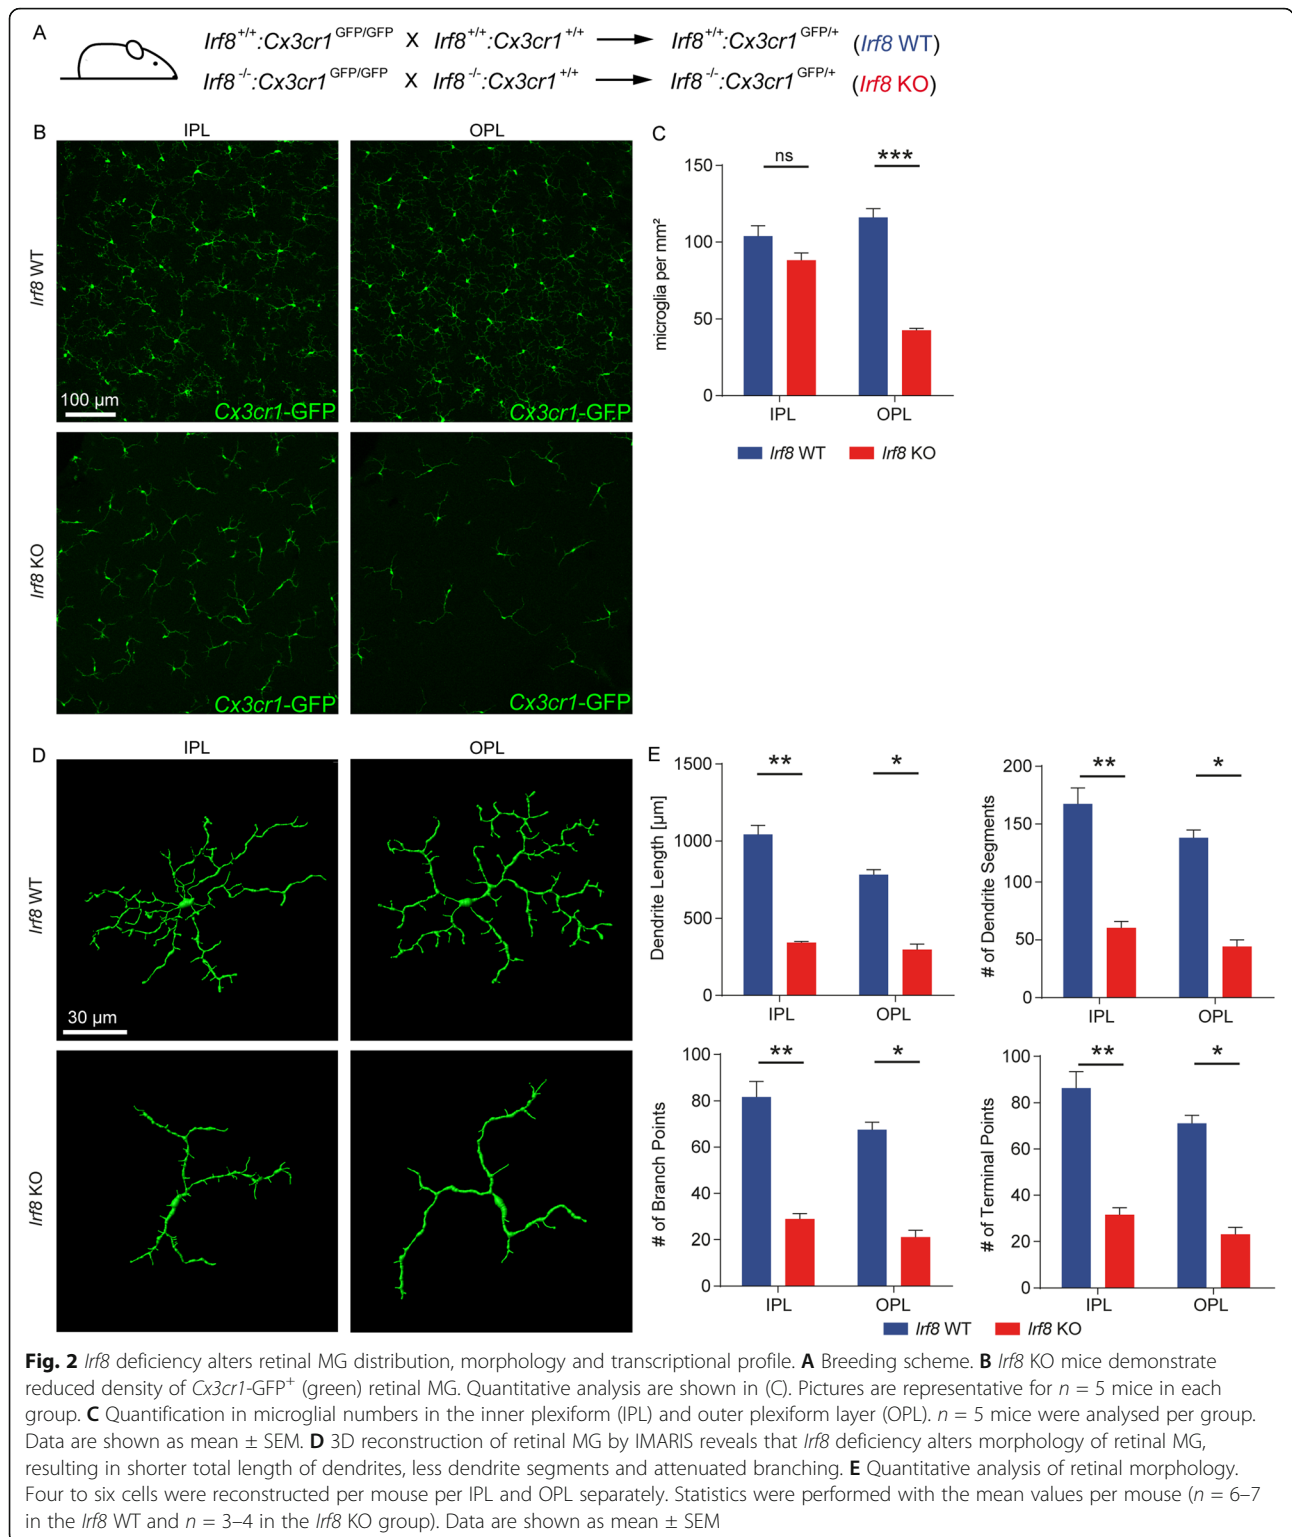 A
Irf8+/+:Cx3cr1GFP/GFP X Irf8+/+:Cx3cr1+/+ → Irf8+/+:Cx3cr1GFP/+ (Irf8 WT)
Irf8-/-:Cx3cr1GFP/GFP X Irf8-/-:Cx3cr1+/+ → Irf8-/-:Cx3cr1GFP/+ (Irf8 KO)
B
IPL OPL
Irf8 WT
100 µm
Cx3cr1-GFP Cx3cr1-GFP
Irf8 KO
Cx3cr1-GFP Cx3cr1-GFP
C
microglia per mm²
150
100
50
0
ns ***
IPL OPL
Irf8 WT Irf8 KO
D
IPL OPL
Irf8 WT
30 µm
Irf8 KO
E
Dendrite Length [µm]
1500
1000
500
0
** *
IPL OPL
# of Dendrite Segments
200
150
100
50
0
** *
IPL OPL
# of Branch Points
100
80
60
40
20
0
** *
IPL OPL
# of Terminal Points
100
80
60
40
20
0
** *
IPL OPL
Irf8 WT Irf8 KO
Fig. 2 Irf8 deficiency alters retinal MG distribution, morphology and transcriptional profile. A Breeding scheme. B Irf8 KO mice demonstrate
reduced density of Cx3cr1-GFP+ (green) retinal MG. Quantitative analysis are shown in (C). Pictures are representative for n = 5 mice in each
group. C Quantification in microglial numbers in the inner plexiform (IPL) and outer plexiform layer (OPL). n = 5 mice were analysed per group.
Data are shown as mean ± SEM. D 3D reconstruction of retinal MG by IMARIS reveals that Irf8 deficiency alters morphology of retinal MG,
resulting in shorter total length of dendrites, less dendrite segments and attenuated branching. E Quantitative analysis of retinal morphology.
Four to six cells were reconstructed per mouse per IPL and OPL separately. Statistics were performed with the mean values per mouse (n = 6–7
in the Irf8 WT and n = 3–4 in the Irf8 KO group). Data are shown as mean ± SEM